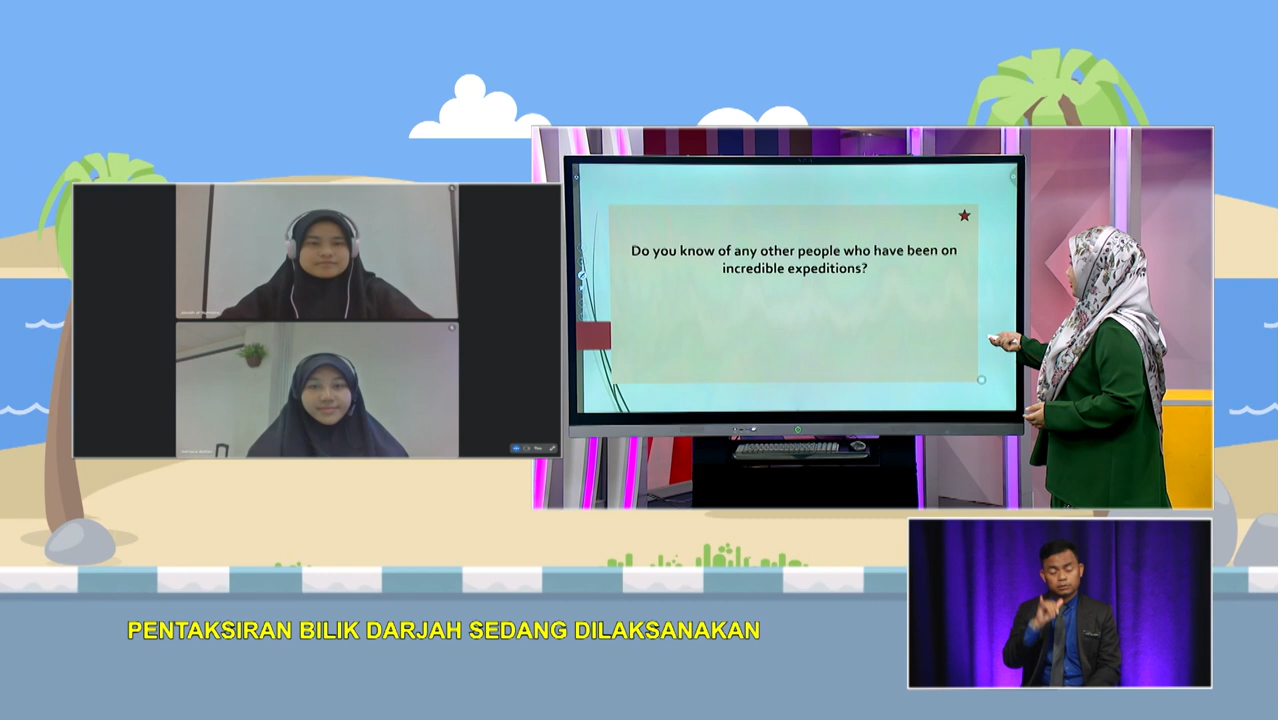 Do you know of any other people who have been on
incredible expeditions?
PENTAKSIRAN BILIK DARJAH SEDANG DILAKSANAKAN